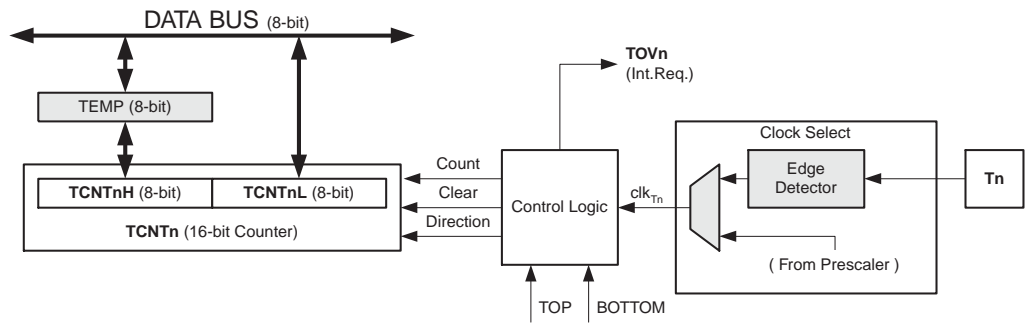 DATA BUS (8-bit)
TOVn
(Int.Req.)
TEMP (8-bit)
Clock Select
Count
Edge
Detector
TCNTnH (8-bit)
TCNTnL (8-bit)
Clear
Control Logic
clkTn
Tn
Direction
TCNTn (16-bit Counter)
( From Prescaler )
TOP
BOTTOM